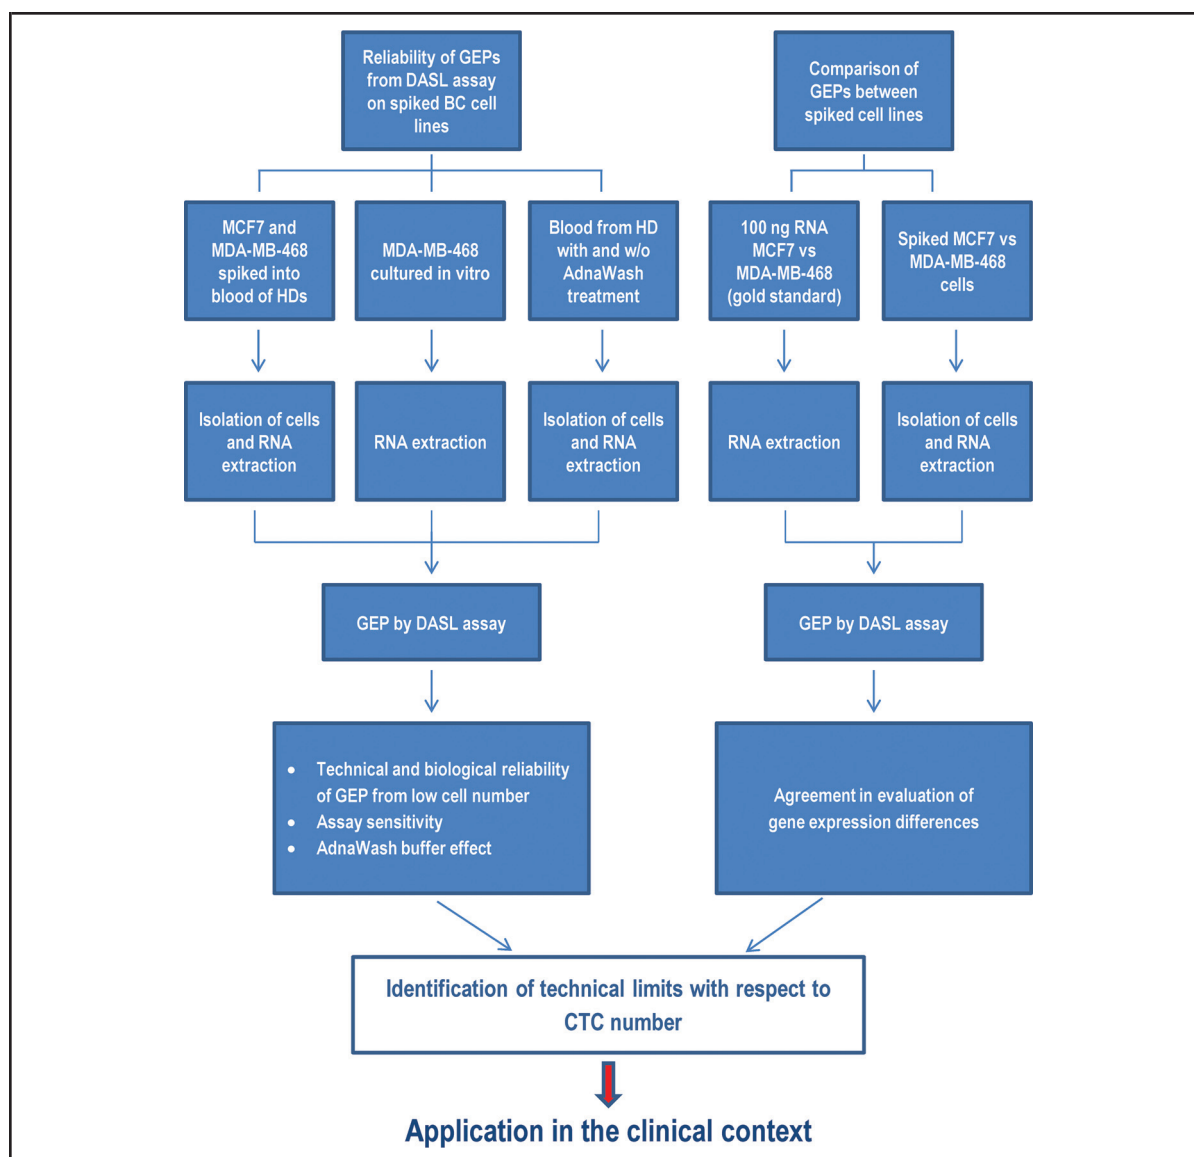 Reliability of GEPs
from DASL assay
on spiked BC cell
lines
Comparison of
GEPs between
spiked cell lines
MCF7 and
MDA-MB-468
spiked into
blood of HDs
MDA-MB-468
cultured in vitro
Blood from HD
with and w/o
AdnaWash
treatment
100 ng RNA
MCF7 vs
MDA-MB-468
(gold standard)
Spiked MCF7 vs
MDA-MB-468
cells
Isolation of cells
and RNA
extraction
RNA extraction
Isolation of cells
and RNA
extraction
RNA extraction
Isolation of cells
and RNA
extraction
GEP by DASL assay
GEP by DASL assay
• Technical and biological reliability
of GEP from low cell number
• Assay sensitivity
• AdnaWash buffer effect
Agreement in evaluation of
gene expression differences
Identification of technical limits with respect to
CTC number
Application in the clinical context